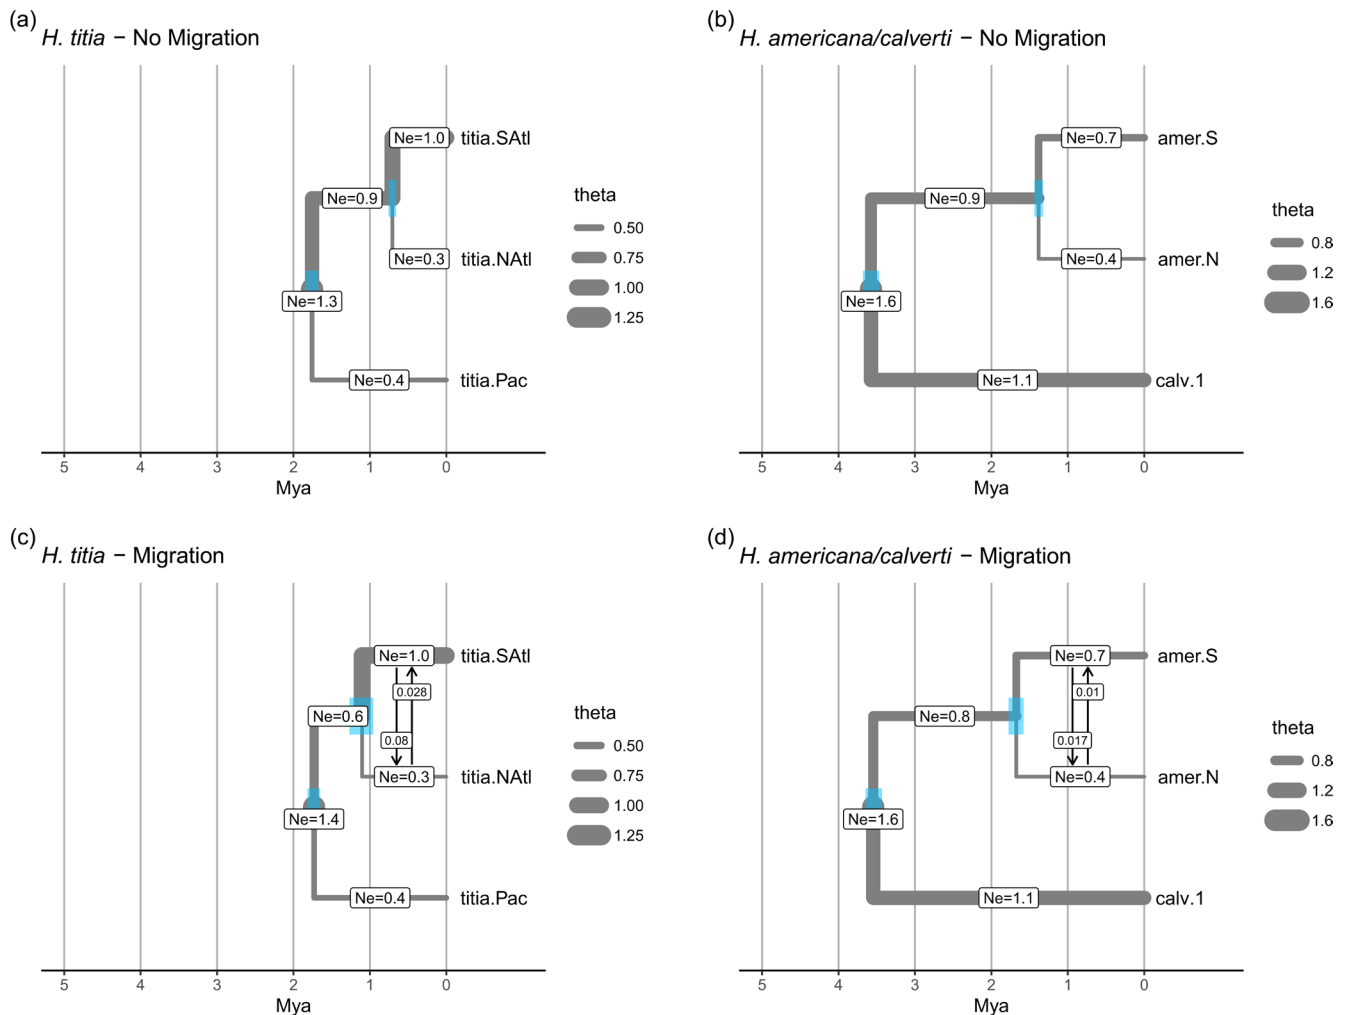 (a)
H. titia – No Migration
Ne=1.0 titia.SAtl
Ne=0.9
Ne=0.3 titia.NAtl
Ne=1.3
Ne=0.4 titia.Pac
theta
0.50
0.75
1.00
1.25
5 4 3 2 1 0
Mya
(b)
H. americana/calverti – No Migration
Ne=0.7 amer.S
Ne=0.9
Ne=0.4 amer.N
Ne=1.6
Ne=1.1 calv.1
theta
0.8
1.2
1.6
5 4 3 2 1 0
Mya
(c)
H. titia – Migration
Ne=1.0 titia.SAtl
0.028
Ne=0.6
0.08
Ne=0.3 titia.NAtl
Ne=1.4
Ne=0.4 titia.Pac
theta
0.50
0.75
1.00
1.25
5 4 3 2 1 0
Mya
(d)
H. americana/calverti – Migration
Ne=0.7 amer.S
0.01
Ne=0.8
0.017
Ne=0.4 amer.N
Ne=1.6
Ne=1.1 calv.1
theta
0.8
1.2
1.6
5 4 3 2 1 0
Mya